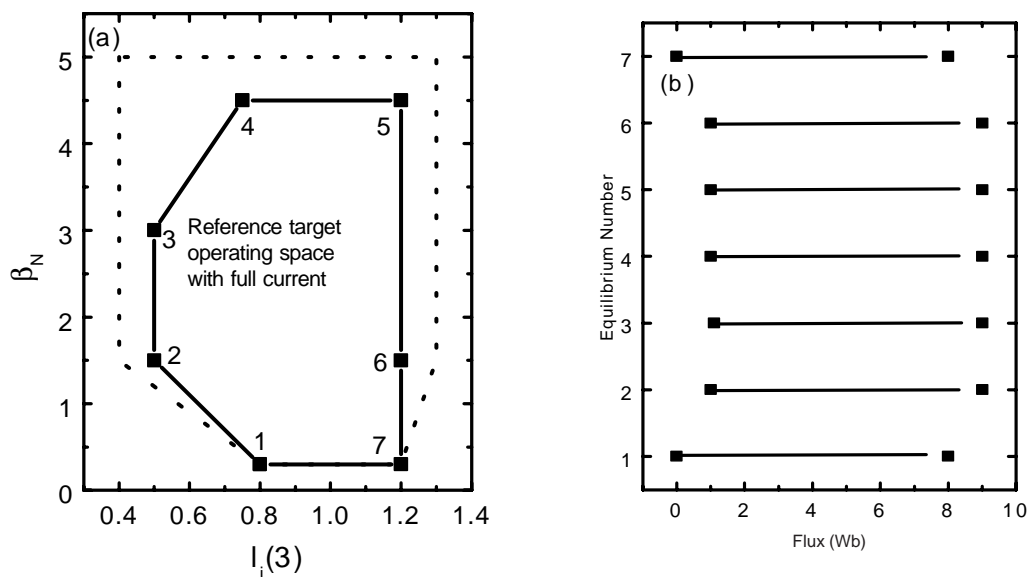 (a)
5
4
3
2
1
0
β_N
0.4 0.6 0.8 1.0 1.2 1.4
l_i(3)
4
5
3
Reference target
operating space
with full current
2
6
1
7
(b)
7
6
5
4
3
2
1
Equilibrium Number
0 2 4 6 8 10
Flux (Wb)